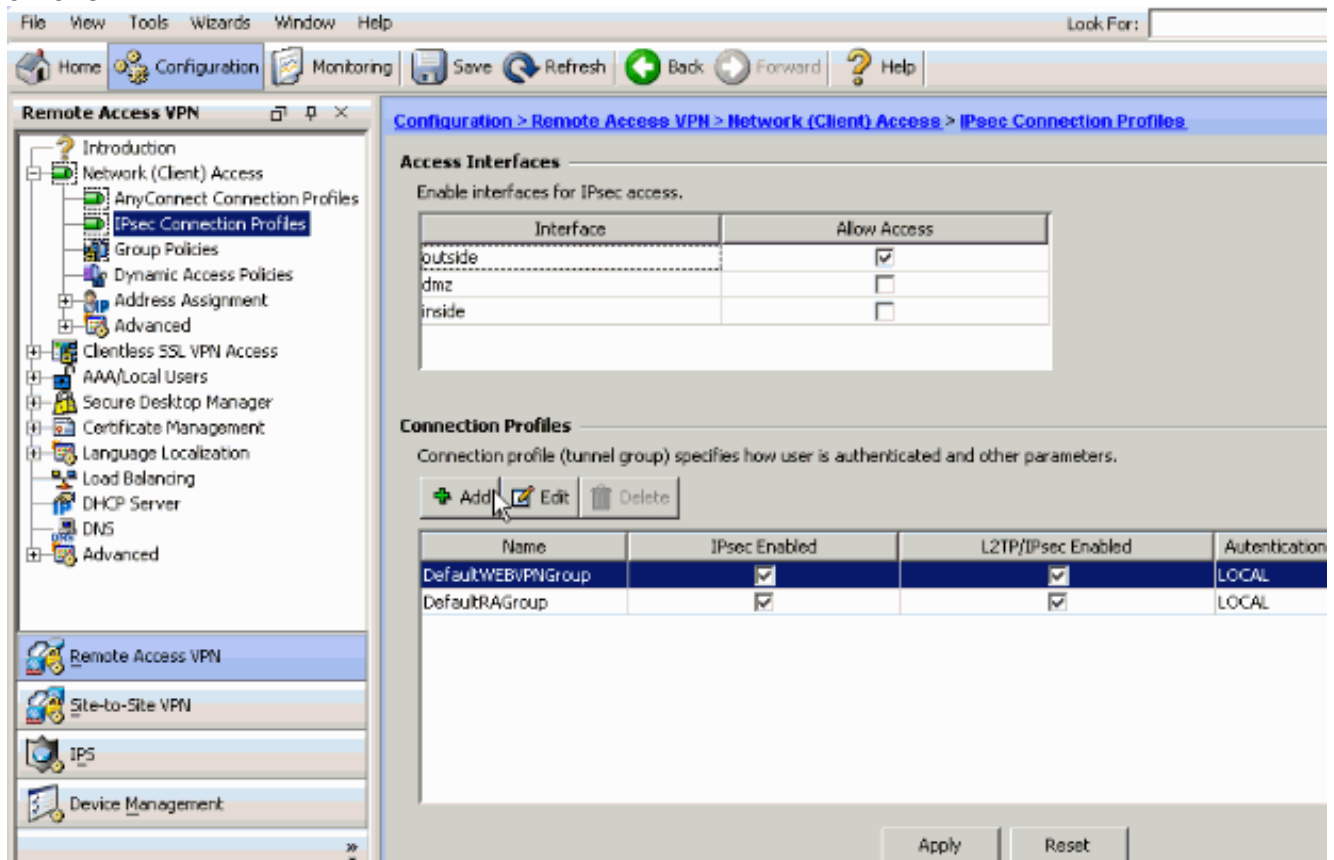 File View Tools Wizards Window Help Look For:
Home Configuration Monitoring Save Refresh Back Forward Help
Remote Access VPN
Introduction
Network (Client) Access
AnyConnect Connection Profiles
IPsec Connection Profiles
Group Policies
Dynamic Access Policies
Address Assignment
Advanced
Clientless SSL VPN Access
AAA/Local Users
Secure Desktop Manager
Certificate Management
Language Localization
Load Balancing
DHCP Server
DNS
Advanced
Remote Access VPN
Site-to-Site VPN
IPS
Device Management
Configuration > Remote Access VPN > Network (Client) Access > IPsec Connection Profiles
Access Interfaces
Enable interfaces for IPsec access.
Interface Allow Access
outside
dmz
inside
Connection Profiles
Connection profile (tunnel group) specifies how user is authenticated and other parameters.
Add Edit Delete
Name IPsec Enabled L2TP/IPsec Enabled Autentication
DefaultWEBVPNGroup LOCAL
DefaultRAGroup LOCAL
Apply Reset